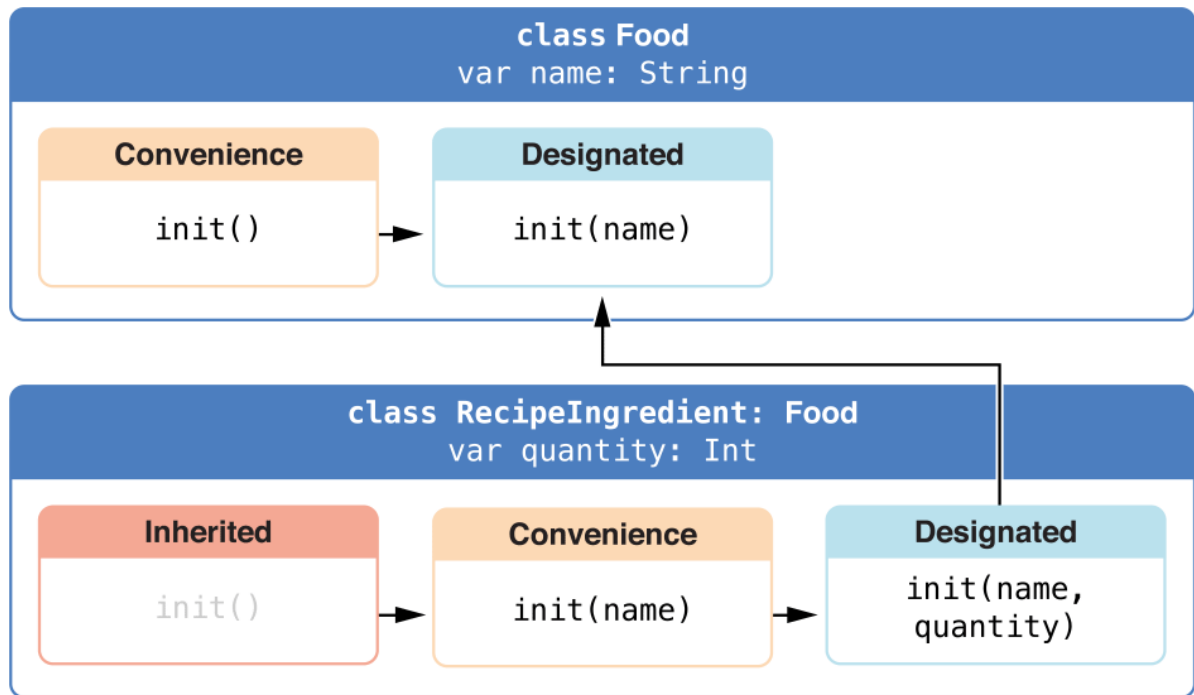 class Food
var name: String
Convenience
Designated
init()
init(name)
class RecipeIngredient: Food
var quantity: Int
Inherited
Convenience
Designated
init()
init(name)
init(name,
quantity)